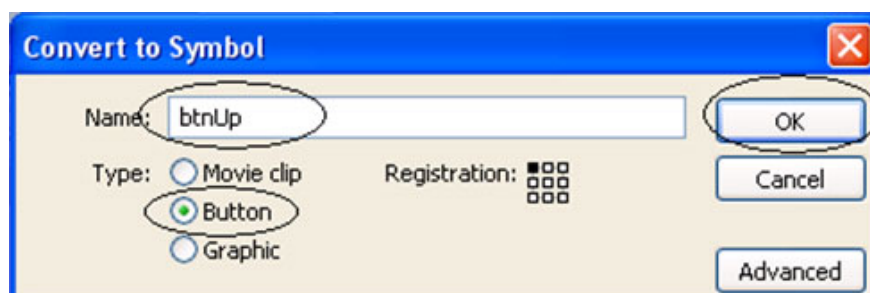 Convert to Symbol
Name: btnUp
OK
Type: Movie clip
Registration:
Cancel
Button
Graphic
Advanced